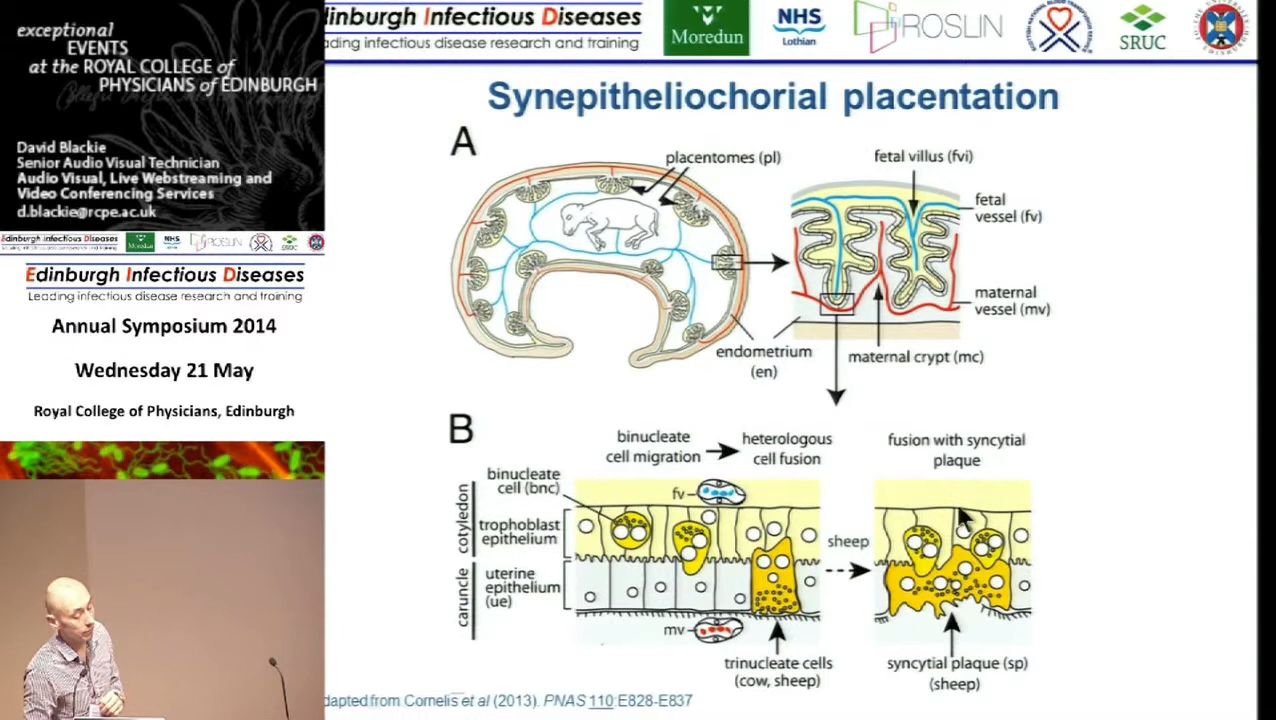 exceptional
EVENTS
at the ROYAL COLLEGE of
PHYSICIANS of EDINBURGH
David Blackie
Senior Audio Visual Technician
Audio Visual, Live Webstreaming and
Video Conferencing Services
d.blackie@rcpe.ac.uk
Edinburgh Infectious Diseases
Leading infectious disease research and training
Annual Symposium 2014
Wednesday 21 May
Royal College of Physicians, Edinburgh
dinburgh Infectious Diseases
ading infectious disease research and training
Moredun
NHS
Lothian
ROSLIN
SRUC
Synepitheliochorial placentation
A
placentomes (pl)
fetal villus (fvi)
fetal
vessel (fv)
maternal
vessel (mv)
endometrium
(en)
maternal crypt (mc)
B
binucleate
cell migration
heterologous
cell fusion
fusion with syncytial
plaque
binucleate
cell (bnc)
fv
cotyledon
trophoblast
epithelium
sheep
caruncle
uterine
epithelium
(ue)
mv
trinucleate cells
(cow, sheep)
syncytial plaque (sp)
(sheep)
dapted from Cornelis et al (2013). PNAS 110:E828-E837